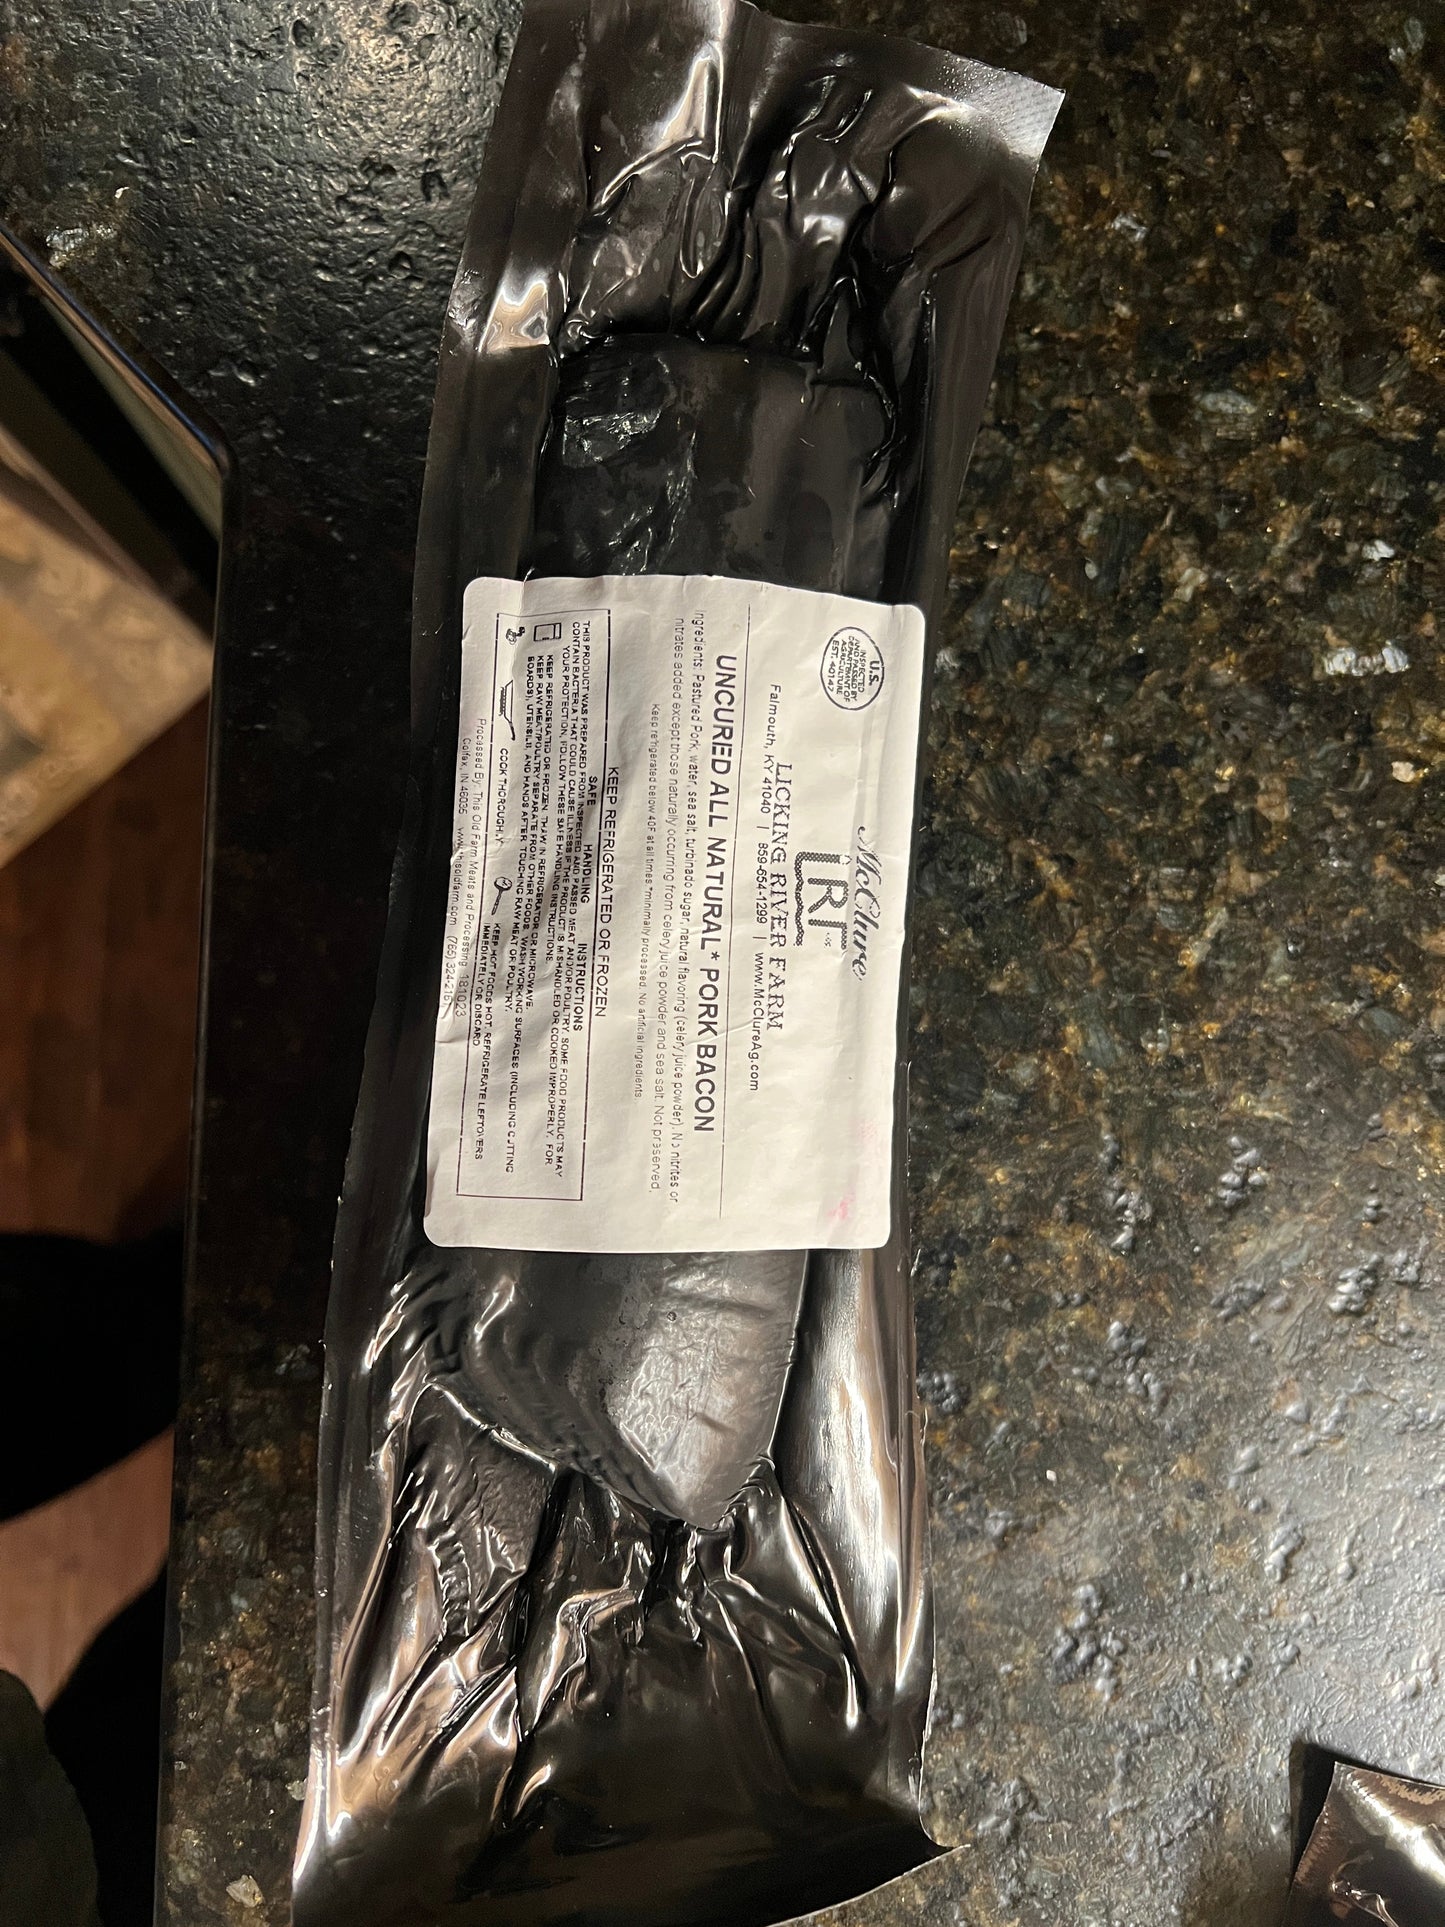 McClure
LRF
LICKING RIVER FARM
Falmouth, KY 41040 | 859-654-1299 | www.McClureAg.com
U.S.
INSPECTED
AND PASSED BY
DEPARTMENT OF
AGRICULTURE
EST. 40147
UNCURED ALL NATURAL* PORK BACON
Ingredients: Pastured Pork, water, sea salt, turbinado sugar, natural flavoring (celery juice powder). No nitrites or
nitrates added except those naturally occurring from celery juice powder and sea salt. Not preserved,
Keep refrigerated below 40F at all times.*minimally processed. No artificial ingredients.
KEEP REFRIGERATED OR FROZEN
SAFE HANDLING INSTRUCTIONS
THIS PRODUCT WAS PREPARED FROM INSPECTED AND PASSED MEAT AND/OR POULTRY. SOME FOOD PRODUCTS MAY
CONTAIN BACTERIA THAT COULD CAUSE ILLNESS IF THE PRODUCT IS MISHANDLED OR COOKED IMPROPERLY. FOR
YOUR PROTECTION, FOLLOW THESE SAFE HANDLING INSTRUCTIONS.
KEEP REFRIGERATED OR FROZEN. THAW IN REFRIGERATOR OR MICROWAVE.
KEEP RAW MEAT/POULTRY SEPARATE FROM OTHER FOODS. WASH WORKING SURFACES (INCLUDING CUTTING
BOARDS), UTENSILS, AND HANDS AFTER TOUCHING RAW MEAT OR POULTRY.
COOK THOROUGHLY.
KEEP HOT FOODS HOT. REFRIGERATE LEFTOVERS
IMMEDIATELY OR DISCARD
Processed By: This Old Farm Meats and Processing 181023
Colfax, IN 46035 www.thisoldfarm.com (765) 324-2161